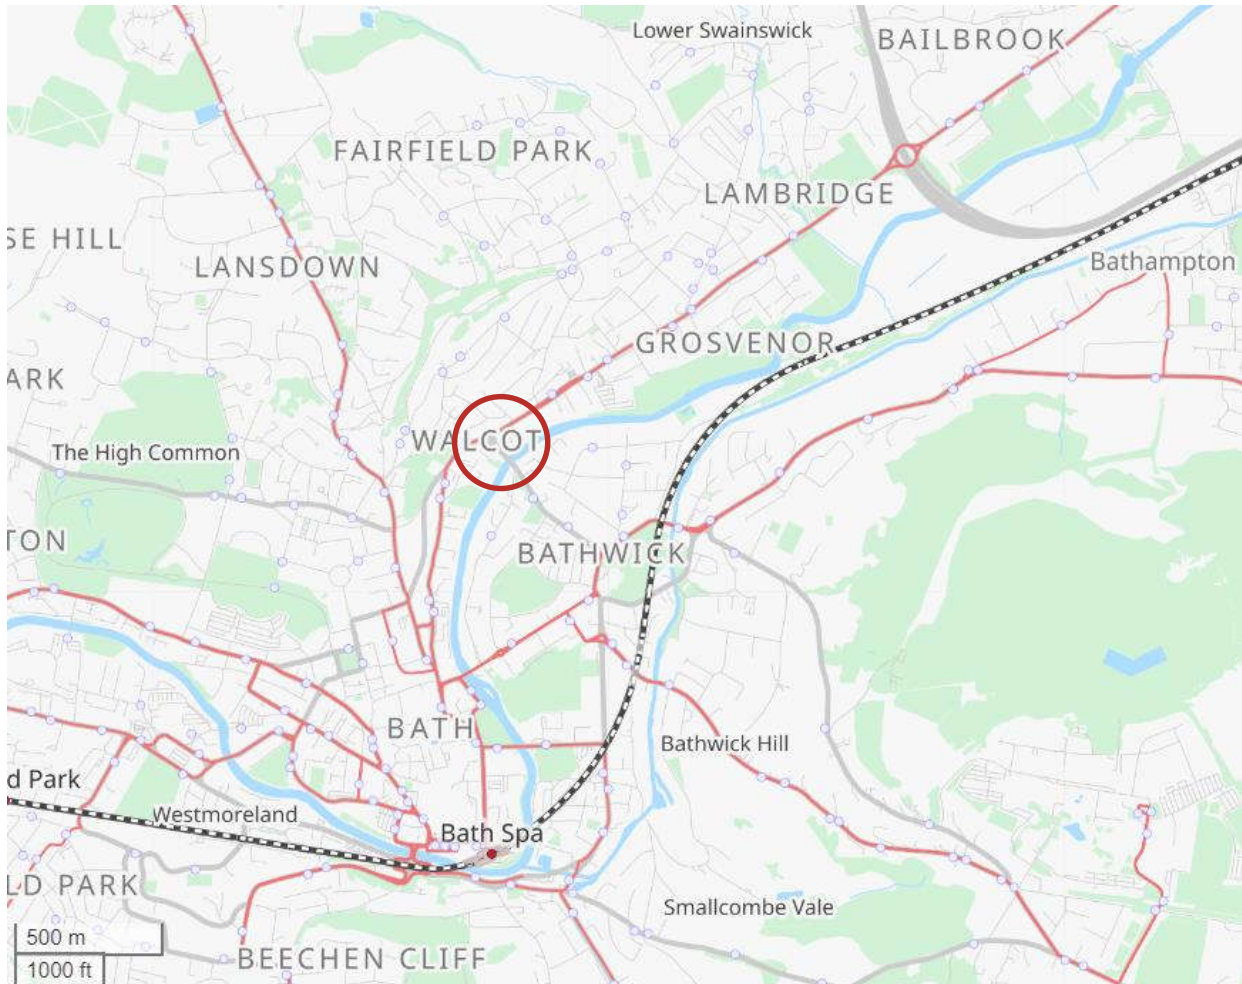 Lower Swainswick
BAILBROOK
FAIRFIELD PARK
LAMBRIDGE
SE HILL
LANSDOWN
Bathampton
GROSVENOR
ARK
WALCOT
The High Common
TON
BATHWICK
BATH
Bathwick Hill
d Park
Westmoreland
Bath Spa
LD PARK
Smallcombe Vale
500 m
BEECHEN CLIFF
1000 ft